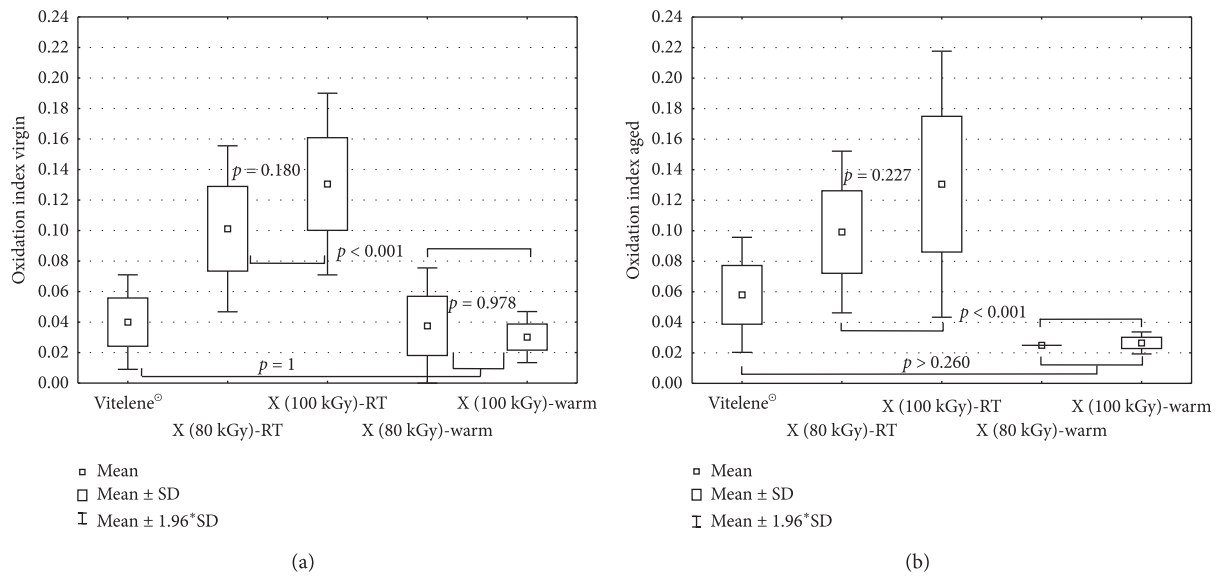 Oxidation index virgin
0.24
0.22
0.20
0.18
0.16
0.14
0.12
0.10
0.08
0.06
0.04
0.02
0.00
p = 0.180
p < 0.001
p = 0.978
p = 1
Vitelene⊙
X (100 kGy)-RT
X (100 kGy)-warm
X (80 kGy)-RT
X (80 kGy)-warm
Mean
Mean ± SD
Mean ± 1.96*SD
(a)
Oxidation index aged
0.24
0.22
0.20
0.18
0.16
0.14
0.12
0.10
0.08
0.06
0.04
0.02
0.00
p = 0.227
p < 0.001
p > 0.260
Vitelene⊙
X (100 kGy)-RT
X (100 kGy)-warm
X (80 kGy)-RT
X (80 kGy)-warm
Mean
Mean ± SD
Mean ± 1.96*SD
(b)